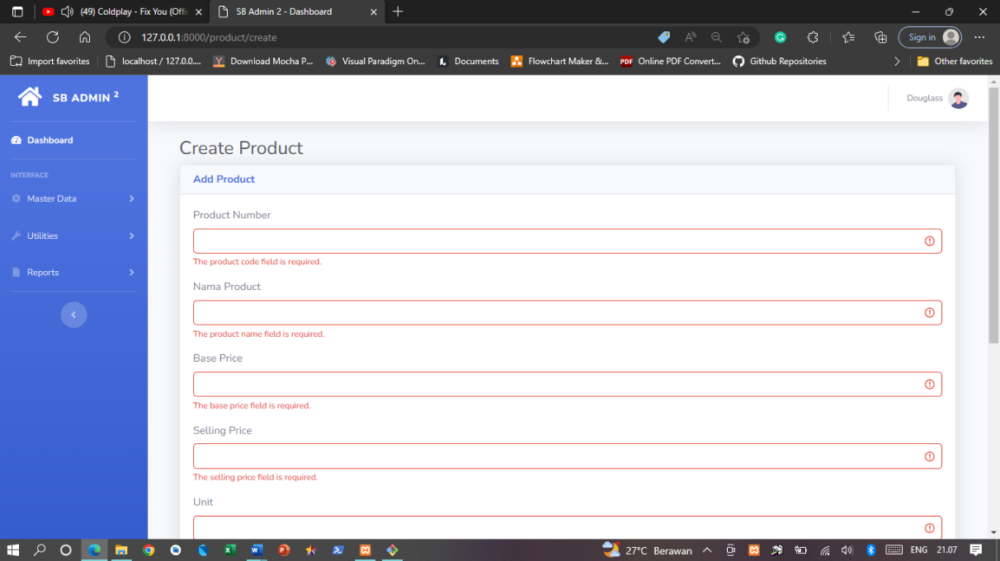 (49) Coldplay - Fix You (Offic
SB Admin 2 - Dashboard
127.0.0.1:8000/product/create
Sign in
Import favorites
localhost / 127.0.0....
Download Mocha P...
Visual Paradigm On...
Documents
Flowchart Maker &...
PDF
Online PDF Convert...
Github Repositories
Other favorites
SB ADMIN 2
Douglass
Dashboard
INTERFACE
Master Data
Utilities
Reports
Create Product
Add Product
Product Number
The product code field is required.
Nama Product
The product name field is required.
Base Price
The base price field is required.
Selling Price
The selling price field is required.
Unit
27°C Berawan
ENG
21.07